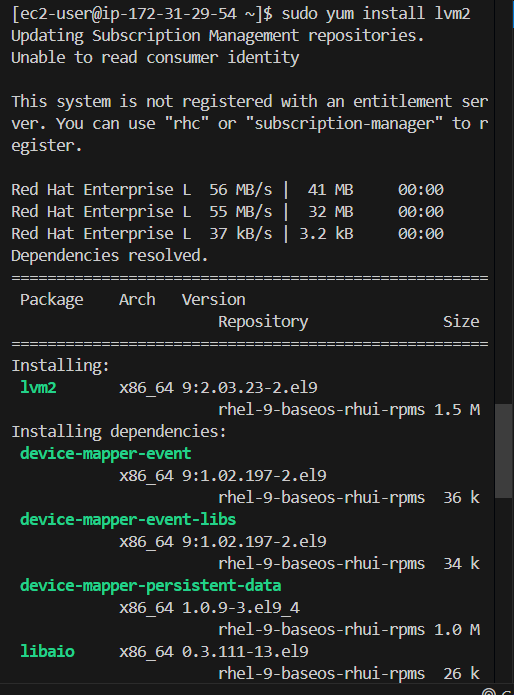 [ec2-user@ip-172-31-29-54 ~]$ sudo yum install lvm2
Updating Subscription Management repositories.
Unable to read consumer identity
This system is not registered with an entitlement ser
ver. You can use "rhc" or "subscription-manager" to r
egister.
Red Hat Enterprise L  56 MB/s |  41 MB     00:00
Red Hat Enterprise L  55 MB/s |  32 MB     00:00
Red Hat Enterprise L  37 kB/s | 3.2 kB     00:00
Dependencies resolved.
=====================================================
 Package    Arch   Version
                       Repository               Size
=====================================================
Installing:
 lvm2       x86_64 9:2.03.23-2.el9
                       rhel-9-baseos-rhui-rpms 1.5 M
Installing dependencies:
 device-mapper-event
            x86_64 9:1.02.197-2.el9
                       rhel-9-baseos-rhui-rpms  36 k
 device-mapper-event-libs
            x86_64 9:1.02.197-2.el9
                       rhel-9-baseos-rhui-rpms  34 k
 device-mapper-persistent-data
            x86_64 1.0.9-3.el9_4
                       rhel-9-baseos-rhui-rpms 1.0 M
 libaio     x86_64 0.3.111-13.el9
                       rhel-9-baseos-rhui-rpms  26 k